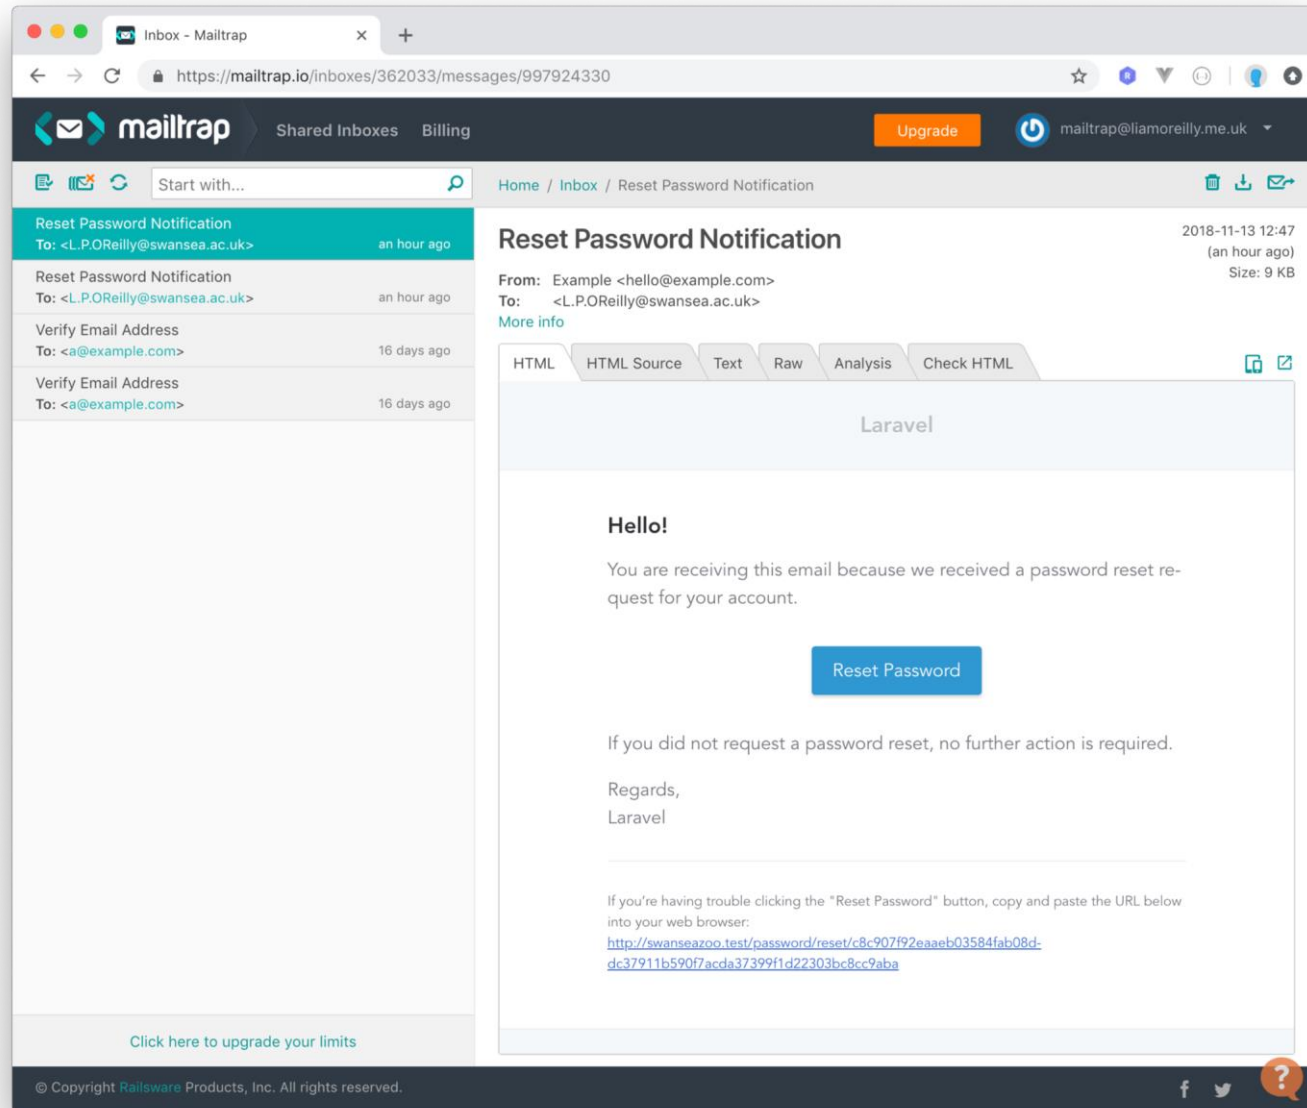 Inbox - Mailtrap
https://mailtrap.io/inboxes/362033/messages/997924330
mailtrap
Shared Inboxes
Billing
Upgrade
mailtrap@liamoreilly.me.uk
Start with...
Home / Inbox / Reset Password Notification
Reset Password Notification
To: <L.P.OReilly@swansea.ac.uk> an hour ago
Reset Password Notification
To: <L.P.OReilly@swansea.ac.uk> an hour ago
Verify Email Address
To: <a@example.com> 16 days ago
Verify Email Address
To: <a@example.com> 16 days ago
Click here to upgrade your limits
Reset Password Notification
2018-11-13 12:47
(an hour ago)
Size: 9 KB
From: Example <hello@example.com>
To: <L.P.OReilly@swansea.ac.uk>
More info
HTML
HTML Source
Text
Raw
Analysis
Check HTML
Laravel
Hello!
You are receiving this email because we received a password reset re-
quest for your account.
Reset Password
If you did not request a password reset, no further action is required.
Regards,
Laravel
If you're having trouble clicking the "Reset Password" button, copy and paste the URL below
into your web browser:
http://swanseazoo.test/password/reset/c8c907f92eaaeb03584fab08d-
dc37911b590f7acda37399f1d22303bc8cc9aba
© Copyright Railsware Products, Inc. All rights reserved.
?